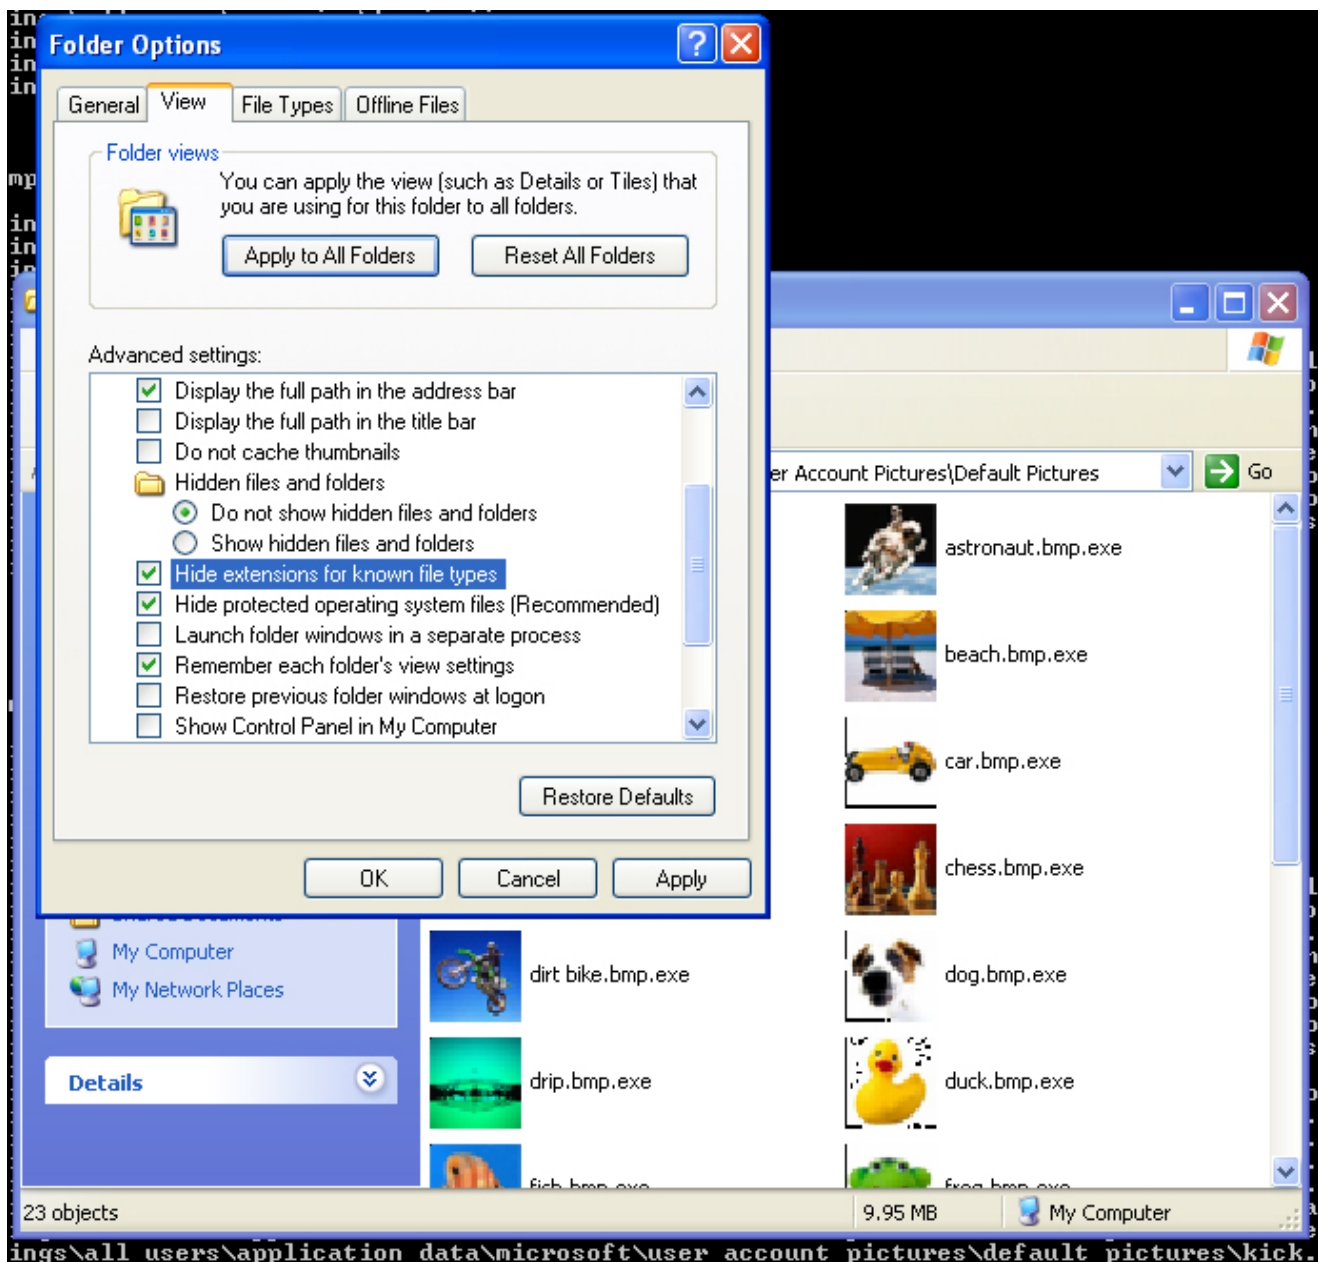 Folder Options
General
View
File Types
Offline Files
Folder views
You can apply the view (such as Details or Tiles) that
you are using for this folder to all folders.
Apply to All Folders
Reset All Folders
Advanced settings:
Display the full path in the address bar
Display the full path in the title bar
Do not cache thumbnails
Hidden files and folders
Do not show hidden files and folders
Show hidden files and folders
Hide extensions for known file types
Hide protected operating system files (Recommended)
Launch folder windows in a separate process
Remember each folder's view settings
Restore previous folder windows at logon
Show Control Panel in My Computer
Restore Defaults
OK
Cancel
Apply
er Account Pictures\Default Pictures
Go
astronaut.bmp.exe
beach.bmp.exe
car.bmp.exe
chess.bmp.exe
My Computer
My Network Places
Details
dirt bike.bmp.exe
dog.bmp.exe
drip.bmp.exe
duck.bmp.exe
fish.bmp.exe
frog.bmp.exe
23 objects
9.95 MB
My Computer
ings\all users\application data\microsoft\user account pictures\default pictures\kick.